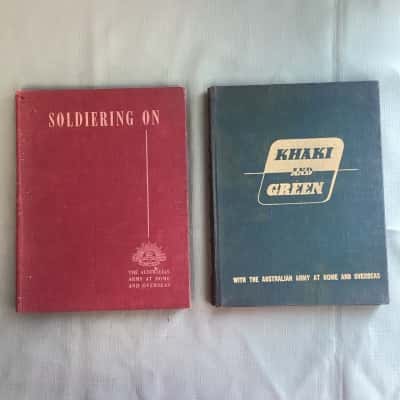 SOLDIERING ON
THE AUSTRALIAN
ARMY AT HOME
AND OVERSEAS
KHAKI
AND
GREEN
WITH THE AUSTRALIAN ARMY AT HOME AND OVERSEAS